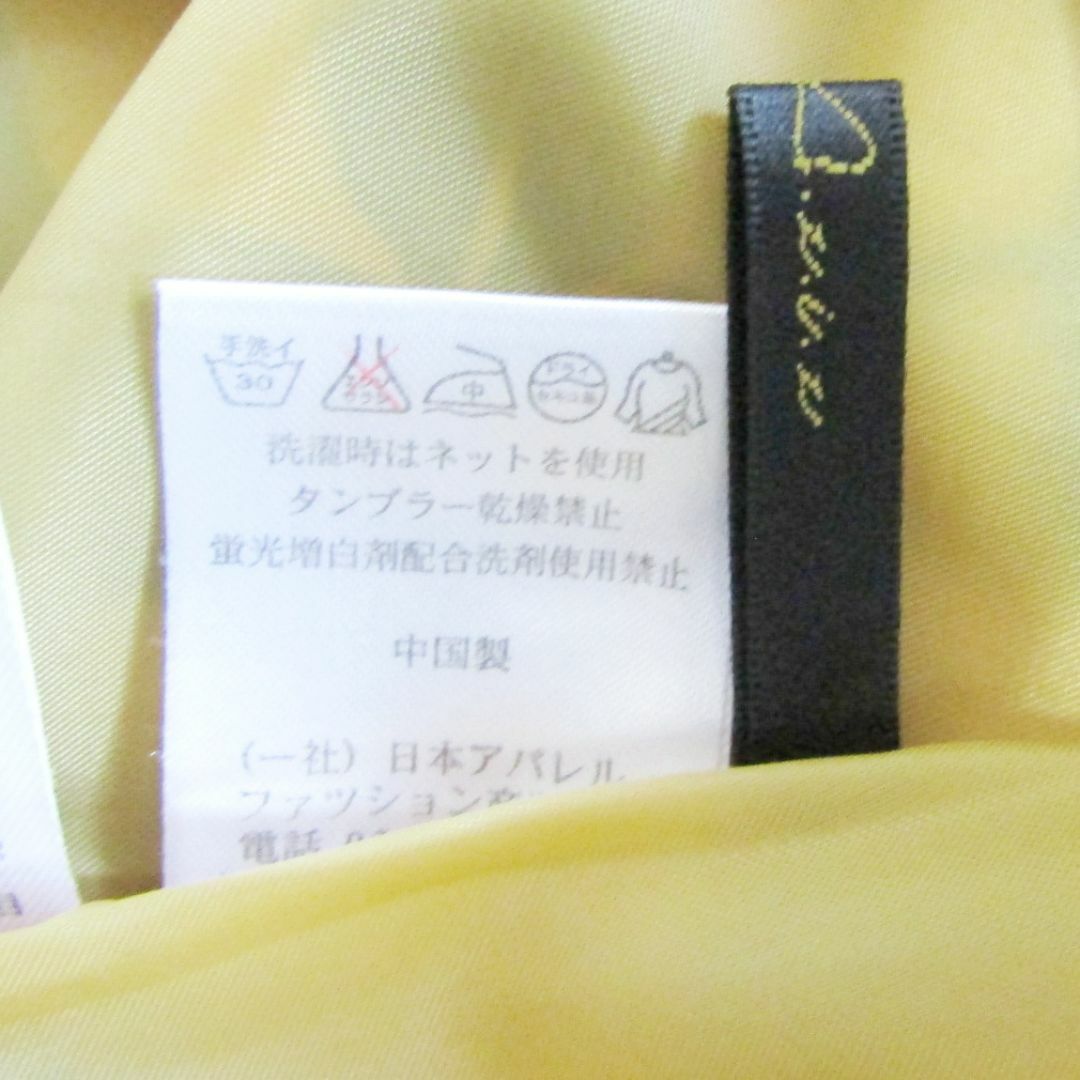 手洗イ
30
中
ドライ
洗濯時はネットを使用
タンブラー乾燥禁止
蛍光増白剤配合洗剤使用禁止
中国製
(一社) 日本アパレル
ファッション産
電話